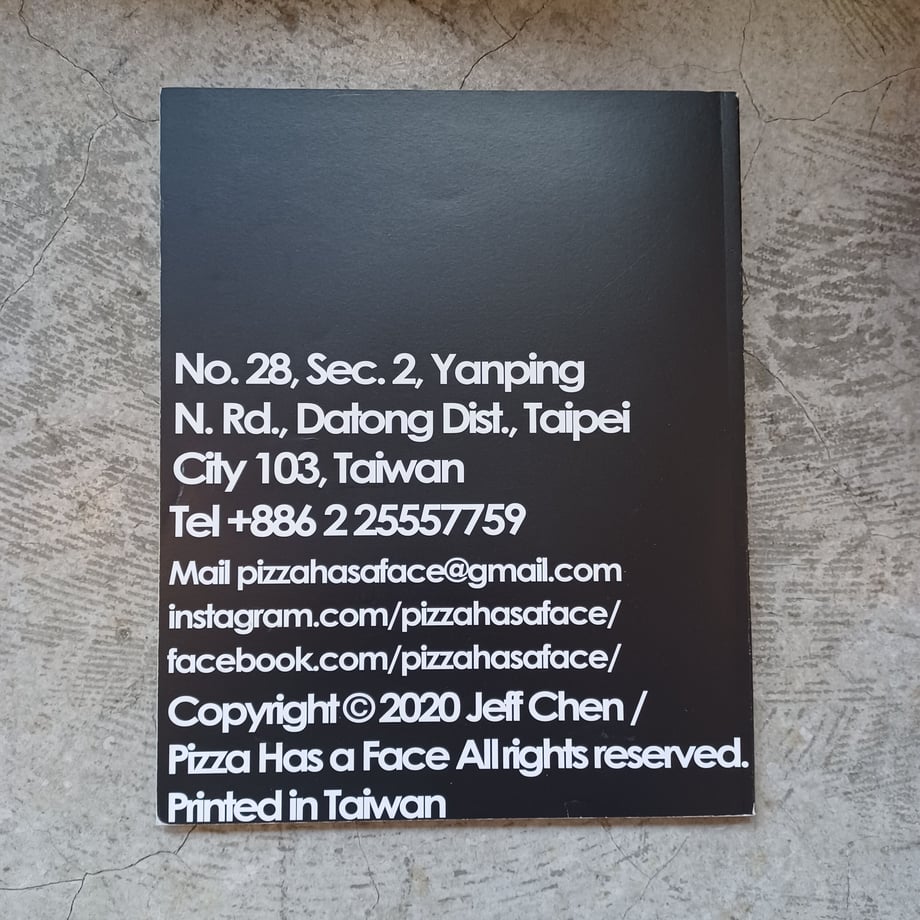 No. 28, Sec. 2, Yanping
N. Rd., Datong Dist., Taipei
City 103, Taiwan
Tel +886 2 25557759
Mail pizzahasaface@gmail.com
instagram.com/pizzahasaface/
facebook.com/pizzahasaface/
Copyright © 2020 Jeff Chen /
Pizza Has a Face All rights reserved.
Printed in Taiwan